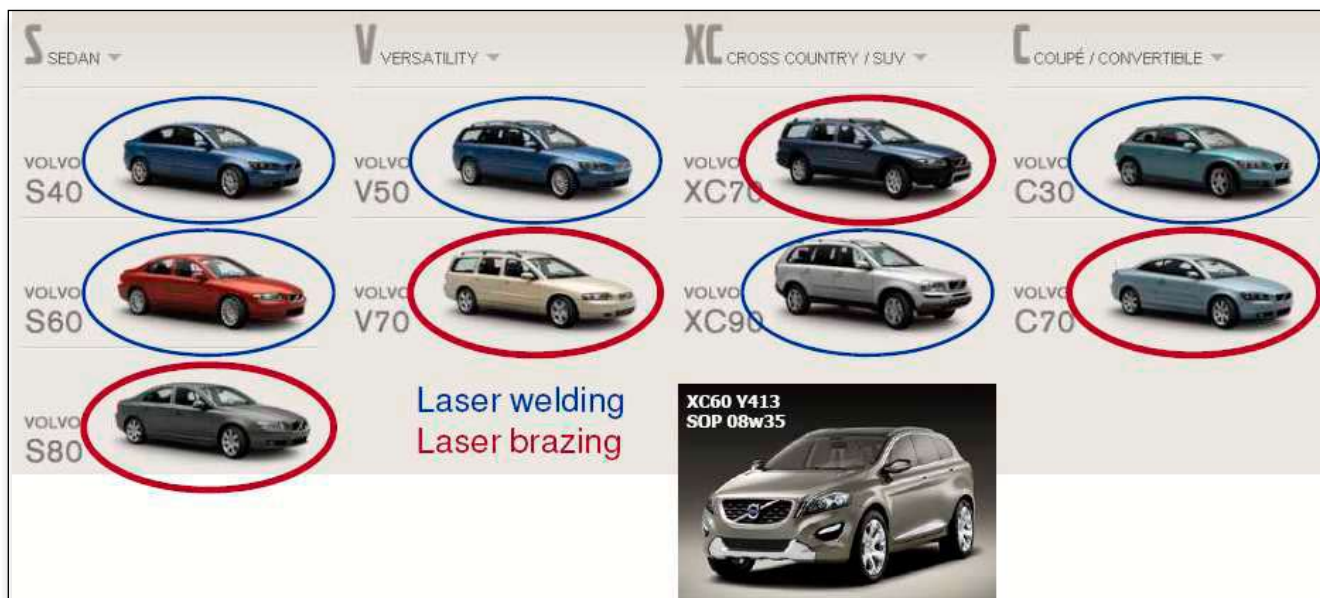 S SEDAN
V VERSATILITY
XC CROSS COUNTRY / SUV
C COUPÉ / CONVERTIBLE
VOLVO
S40
VOLVO
V50
VOLVO
XC70
VOLVO
C30
VOLVO
S60
VOLVO
V70
VOLVO
XC90
VOLVO
C70
VOLVO
S80
Laser welding
Laser brazing
XC60 Y413
SOP 08w35